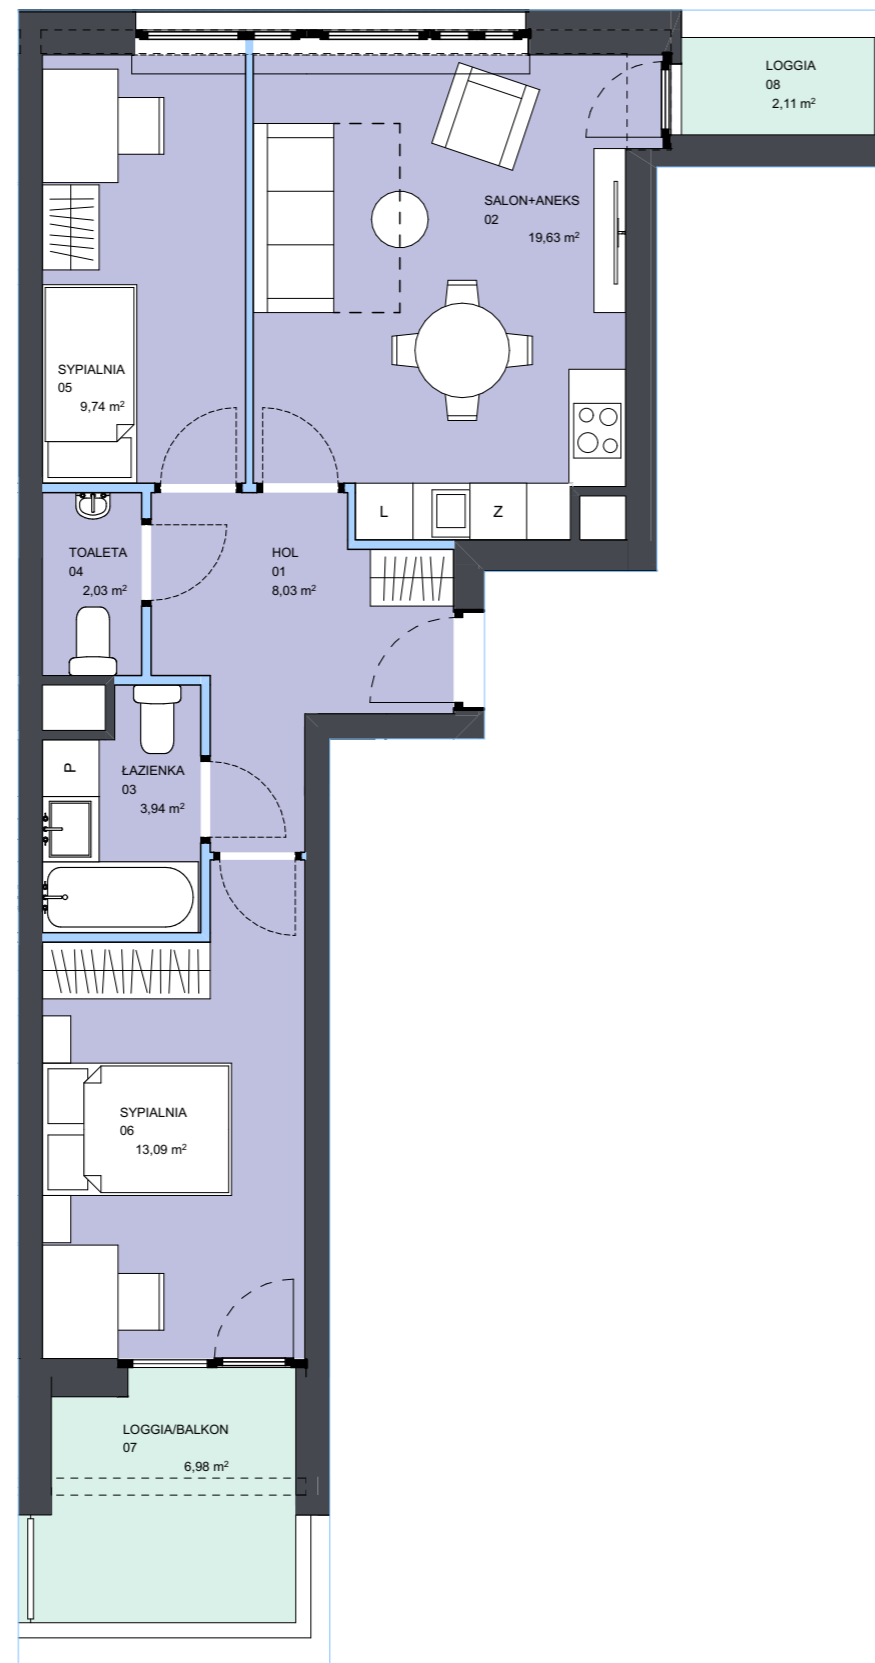 LOGGIA
08
2,11 m²
SALON+ANEKS
02
19,63 m²
SYPIALNIA
05
9,74 m²
L
Z
TOALETA
04
2,03 m²
HOL
01
8,03 m²
P
ŁAZIENKA
03
3,94 m²
SYPIALNIA
06
13,09 m²
LOGGIA/BALKON
07
6,98 m²